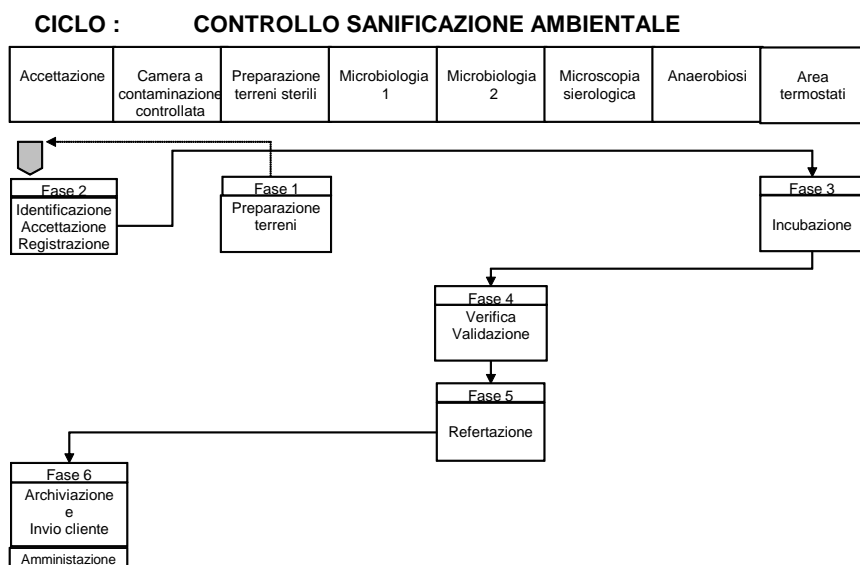 CICLO : CONTROLLO SANIFICAZIONE AMBIENTALE
Accettazione
Camera a
contaminazione
controllata
Preparazione
terreni sterili
Microbiologia
1
Microbiologia
2
Microscopia
sierologica
Anaerobiosi
Area
termostati
Fase 2
Identificazione
Accettazione
Registrazione
Fase 1
Preparazione
terreni
Fase 3
Incubazione
Fase 4
Verifica
Validazione
Fase 5
Refertazione
Fase 6
Archiviazione
e
Invio cliente
Amministazione